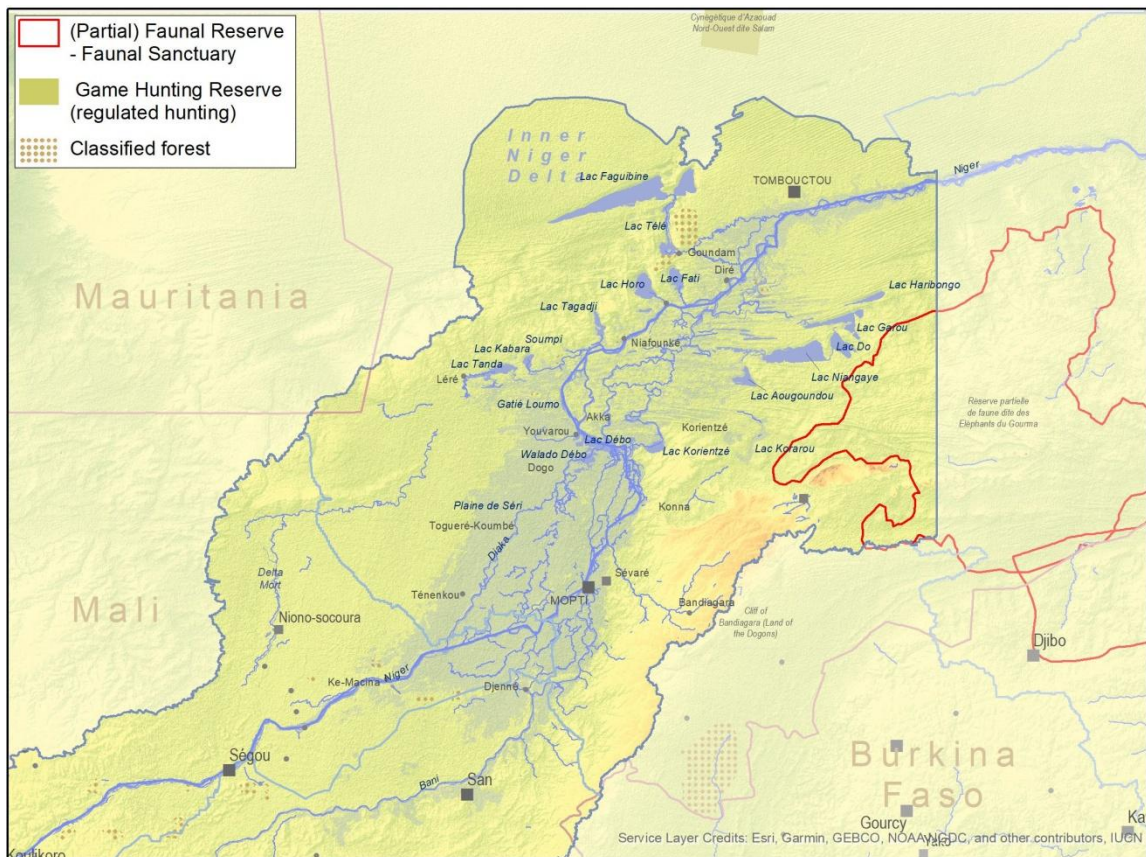 (Partial) Faunal Reserve
- Faunal Sanctuary
Game Hunting Reserve
(regulated hunting)
Classified forest
Cynégétique d'Azaouad
Nord-Ouest dite Salam
Inner
Niger
Delta
Lac Faguibine
TOMBOUCTOU
Niger
Lac Télé
Goundam
Lac Horo
Lac Fati
Diré
Lac Haribongo
Mauritania
Lac Tagadji
Lac Garou
Soumpi
Niafounké
Lac Do
Lac Kabara
Lac Tanda
Léré
Lac Niangaye
Lac Aougoundou
Gatié Loumo
Akka
Réserve partielle
de faune dite des
Eléphants du Gourma
Youvarou
Lac Débo
Korientzé
Walado Débo
Lac Korientzé
Lac Korarou
Dogo
Plaine de Séri
Konna
Togueré-Koumbé
Diaka
Delta
Mort
Sévaré
Mali
Ténenkou
MOPTI
Niono-socoura
Bandiagara
Cliff of
Bandiagara (Land of
the Dogons)
Djibo
Ke-Macina
Niger
Djenné
Ségou
San
Bani
Burkina
Faso
Gourcy
Ka
Service Layer Credits: Esri, Garmin, GEBCO, NOAA NGDC, and other contributors, IUCN
Koulikoro
Yako